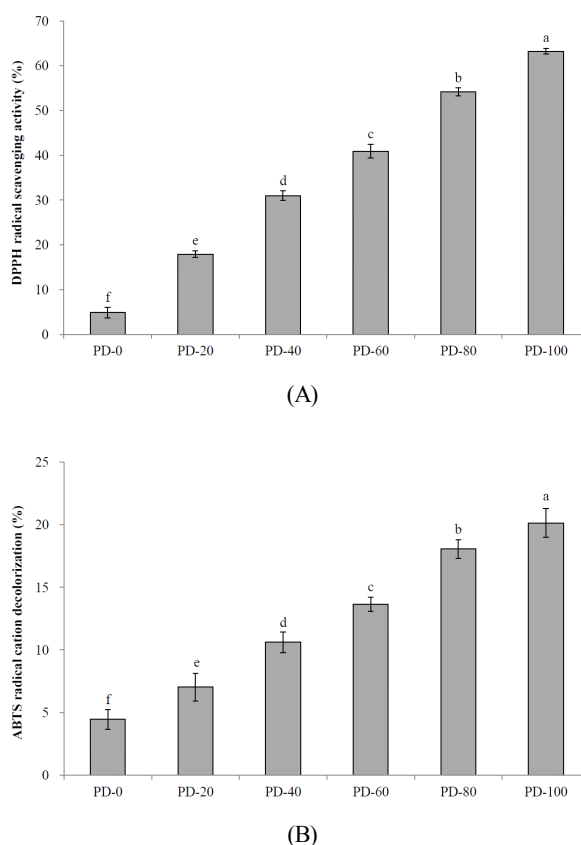 DPPH radical scavenging activity (%)
70
60
50
40
30
20
10
0
f
e
d
c
b
a
PD-0 PD-20 PD-40 PD-60 PD-80 PD-100
(A)
ABTS radical cation decolorization (%)
25
20
15
10
5
0
f
e
d
c
b
a
PD-0 PD-20 PD-40 PD-60 PD-80 PD-100
(B)